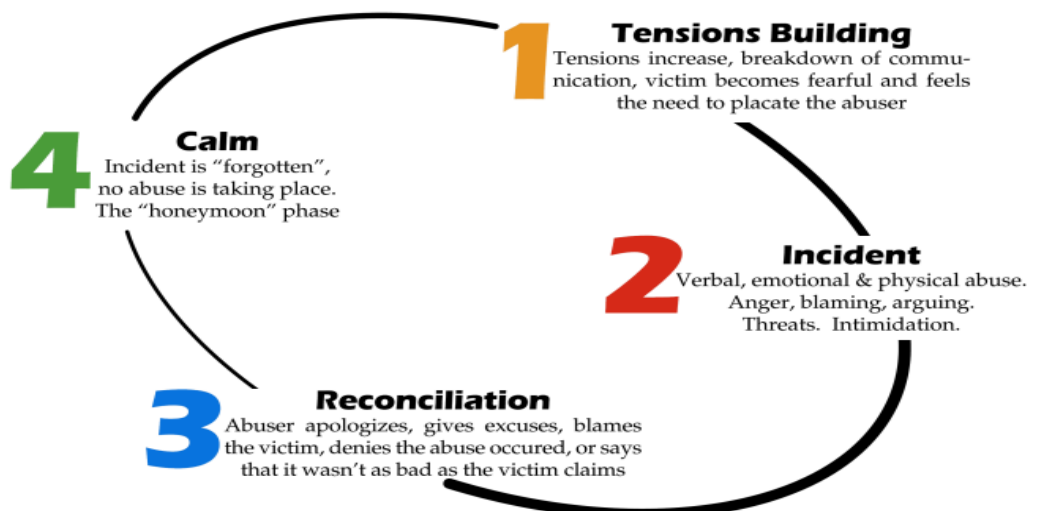 1
Tensions Building
Tensions increase, breakdown of commu-
nication, victim becomes fearful and feels
the need to placate the abuser
2
Incident
Verbal, emotional & physical abuse.
Anger, blaming, arguing.
Threats. Intimidation.
3
Reconciliation
Abuser apologizes, gives excuses, blames
the victim, denies the abuse occured, or says
that it wasn't as bad as the victim claims
4
Calm
Incident is “forgotten”,
no abuse is taking place.
The “honeymoon” phase